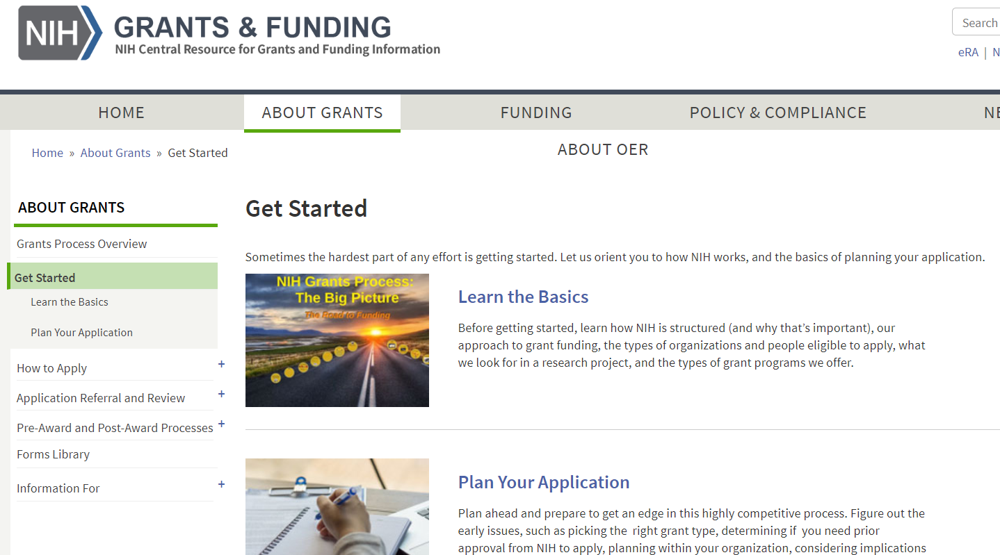 NIH
GRANTS & FUNDING
NIH Central Resource for Grants and Funding Information
Search
eRA | N
HOME
ABOUT GRANTS
FUNDING
POLICY & COMPLIANCE
NE
ABOUT OER
Home » About Grants » Get Started
ABOUT GRANTS
Grants Process Overview
Get Started
Learn the Basics
Plan Your Application
How to Apply +
Application Referral and Review +
Pre-Award and Post-Award Processes +
Forms Library
Information For +
Get Started
Sometimes the hardest part of any effort is getting started. Let us orient you to how NIH works, and the basics of planning your application.
NIH Grants Process:
The Big Picture
The Road to Funding
Learn the Basics
Before getting started, learn how NIH is structured (and why that’s important), our
approach to grant funding, the types of organizations and people eligible to apply, what
we look for in a research project, and the types of grant programs we offer.
Plan Your Application
Plan ahead and prepare to get an edge in this highly competitive process. Figure out the
early issues, such as picking the  right grant type, determining if  you need prior
approval from NIH to apply, planning within your organization, considering implications